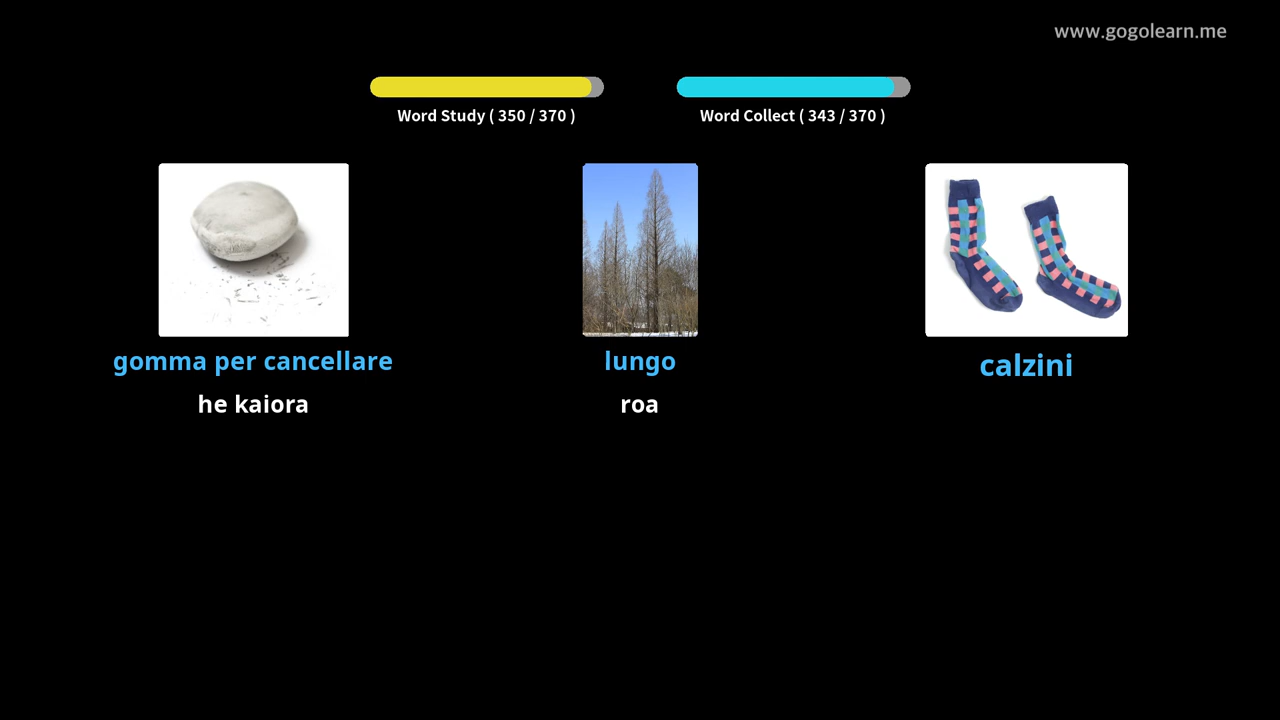 www.gogolearn.me
Word Study ( 350 / 370 )
Word Collect ( 343 / 370 )
gomma per cancellare
he kaiora
lungo
roa
calzini